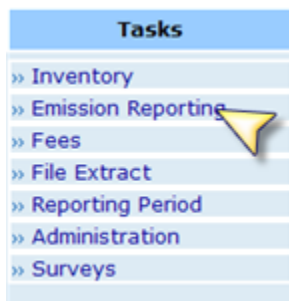 Tasks
» Inventory
» Emission Reporting
» Fees
» File Extract
» Reporting Period
» Administration
» Surveys